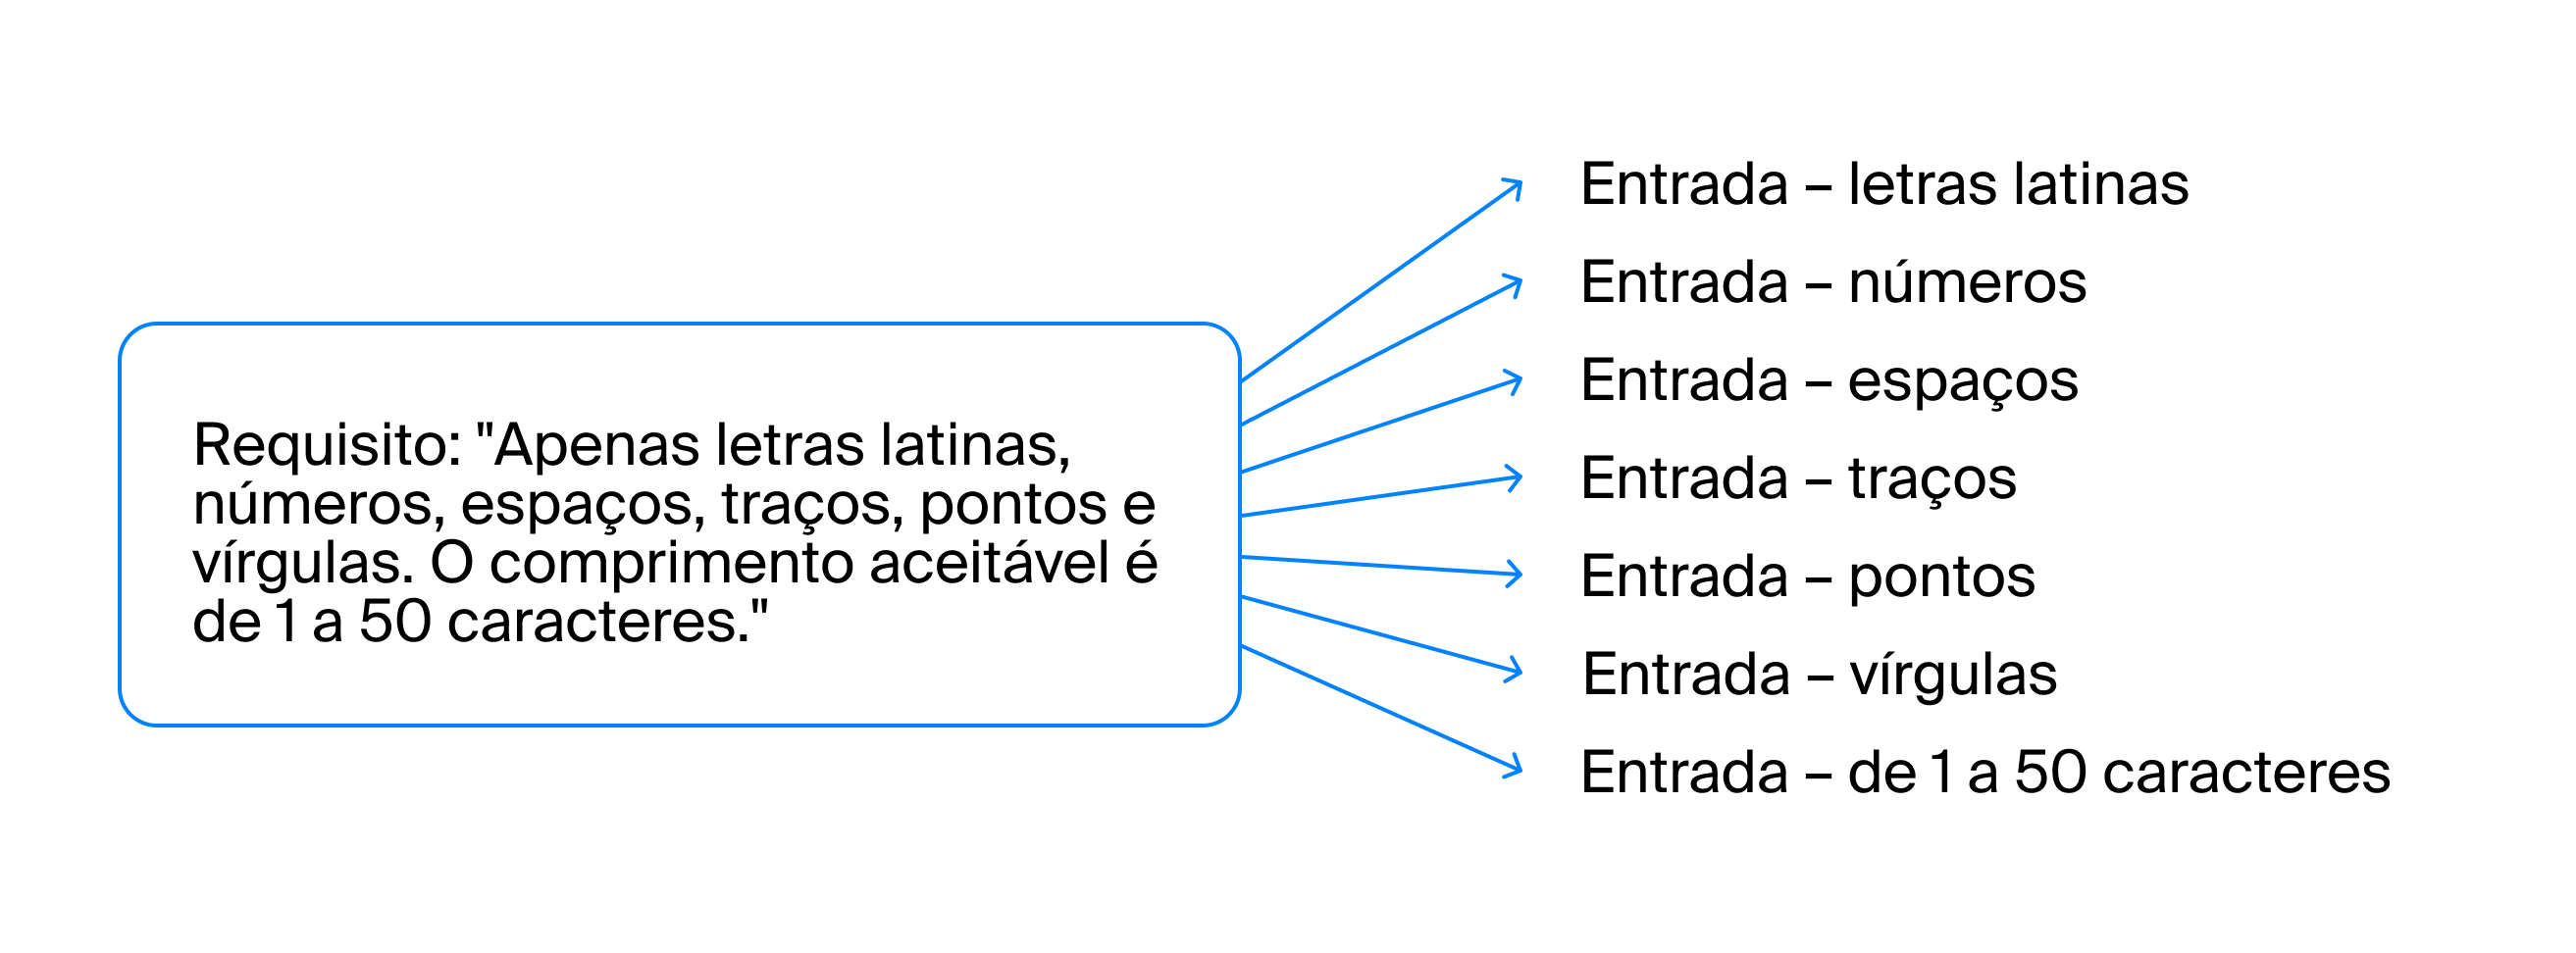 Requisito: "Apenas letras latinas,
números, espaços, traços, pontos e
vírgulas. O comprimento aceitável é
de 1 a 50 caracteres."
Entrada – letras latinas
Entrada – números
Entrada – espaços
Entrada – traços
Entrada – pontos
Entrada – vírgulas
Entrada – de 1 a 50 caracteres